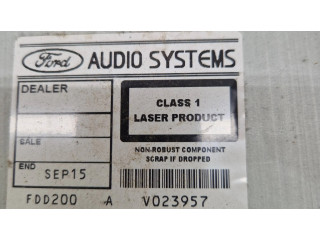 Ford AUDIO SYSTEMS
DEALER
CLASS 1
LASER PRODUCT
SALE
NON-ROBUST COMPONENT
SCRAP IF DROPPED
END SEP15
FDD200 A V023957